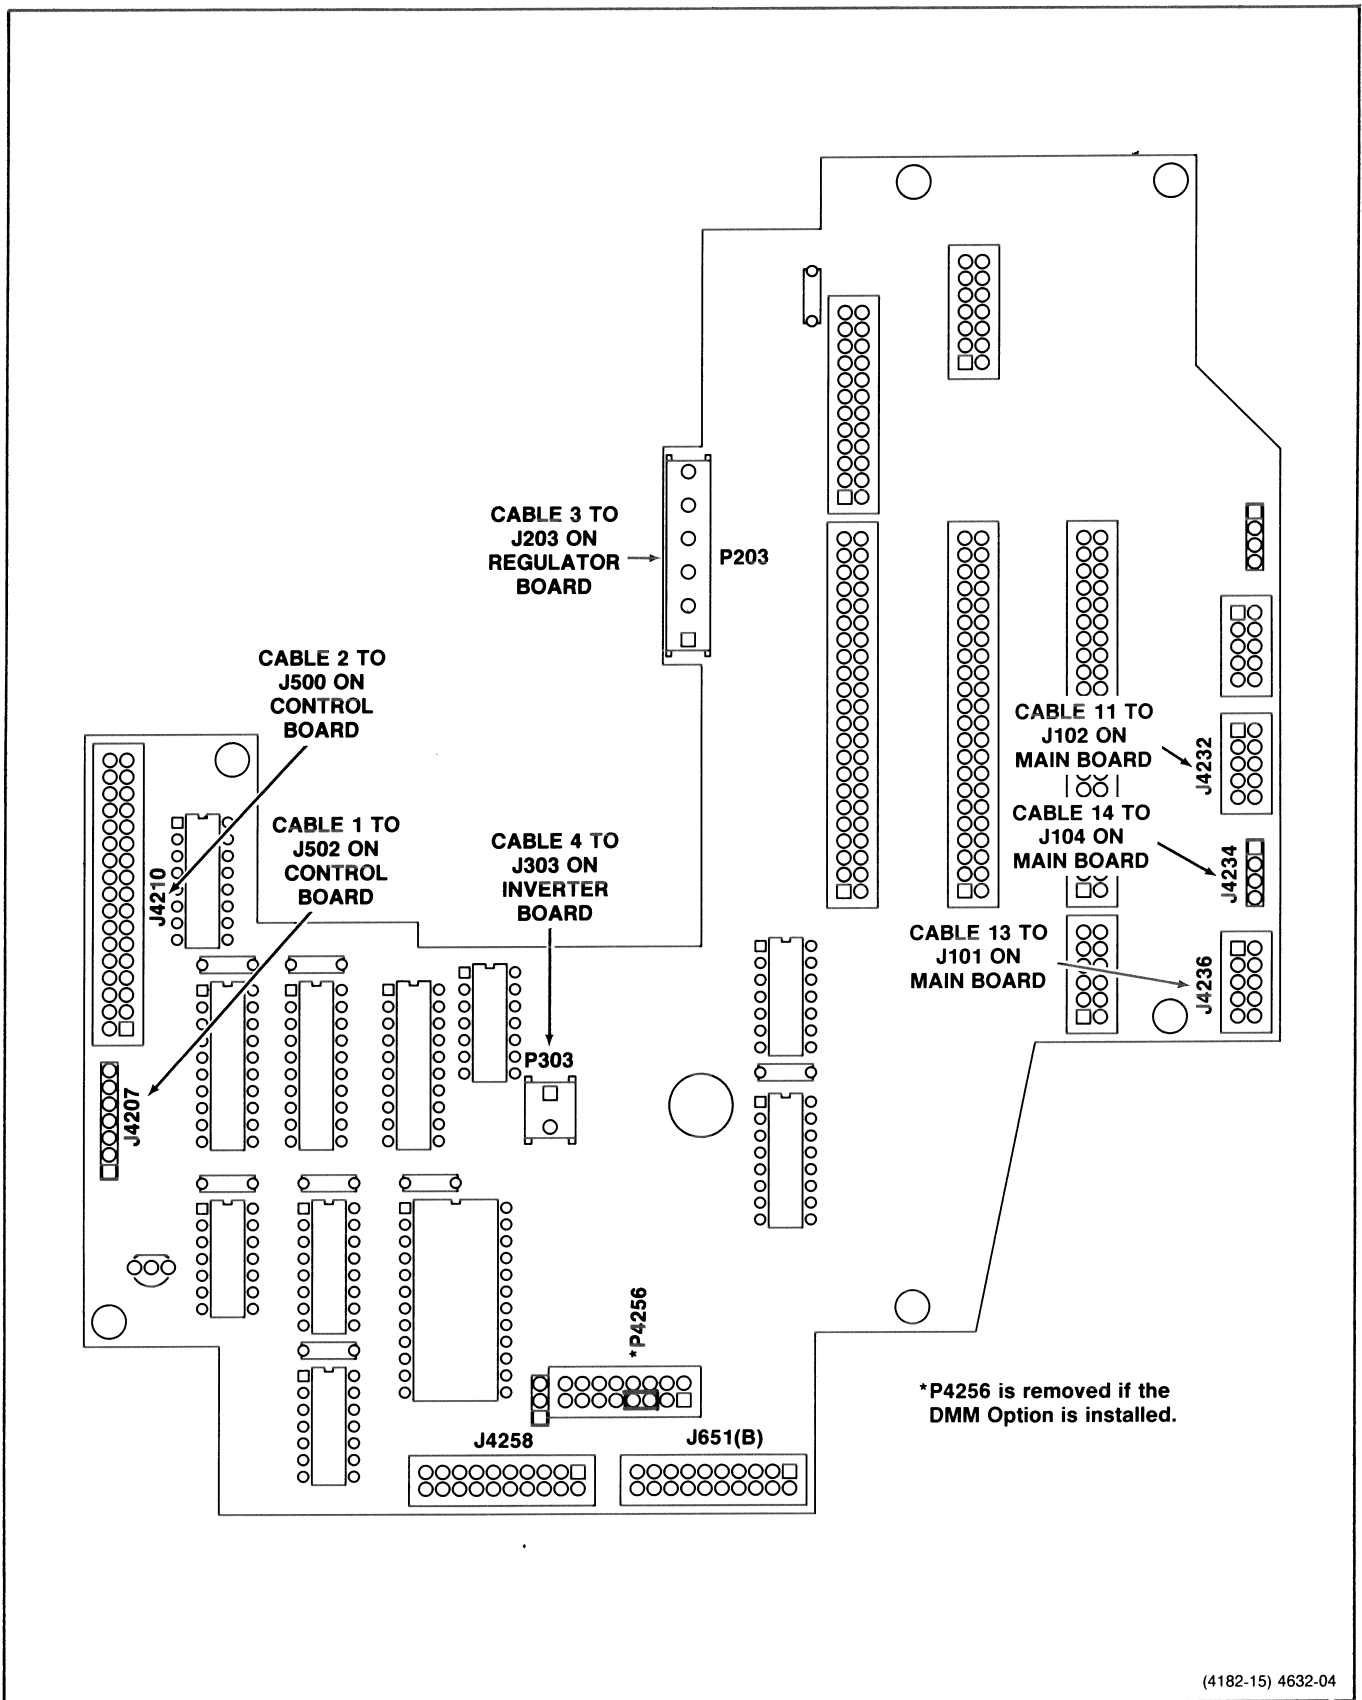 CABLE 3 TO
J203 ON
REGULATOR
BOARD
P203
CABLE 2 TO
J500 ON
CONTROL
BOARD
CABLE 11 TO
J102 ON
MAIN BOARD
J4232
CABLE 14 TO
J104 ON
MAIN BOARD
J4234
J4210
CABLE 1 TO
J502 ON
CONTROL
BOARD
CABLE 4 TO
J303 ON
INVERTER
BOARD
CABLE 13 TO
J101 ON
MAIN BOARD
J4236
P303
J4207
*P4256
*P4256 is removed if the
DMM Option is installed.
J4258
J651(B)
(4182-15) 4632-04